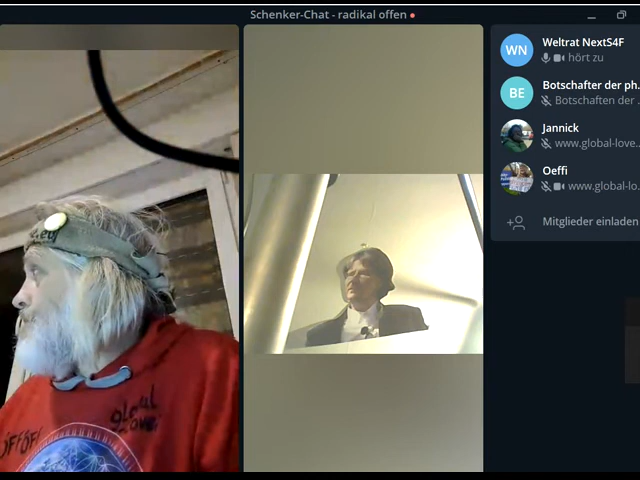 Schenker-Chat - radikal offen
WN
Weltrat NextS4F
hört zu
BE
Botschafter der ph.
Botschaften der .
Jannick
www.global-love..
Oeffi
www.global-lo.
Mitglieder einladen
global
love
ÖFFÖFF